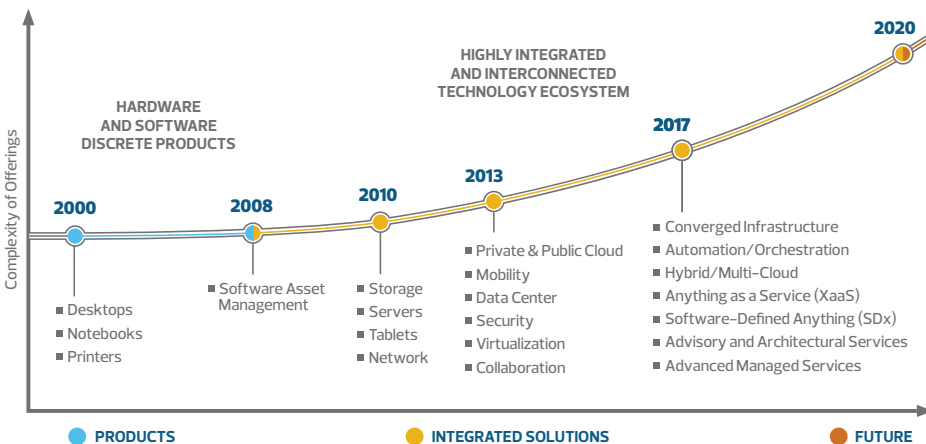 Complexity of Offerings
HARDWARE
AND SOFTWARE
DISCRETE PRODUCTS
HIGHLY INTEGRATED
AND INTERCONNECTED
TECHNOLOGY ECOSYSTEM
2000
■ Desktops
■ Notebooks
■ Printers
2008
■ Software Asset
Management
2010
■ Storage
■ Servers
■ Tablets
■ Network
2013
■ Private & Public Cloud
■ Mobility
■ Data Center
■ Security
■ Virtualization
■ Collaboration
2017
■ Converged Infrastructure
■ Automation/Orchestration
■ Hybrid/Multi-Cloud
■ Anything as a Service (XaaS)
■ Software-Defined Anything (SDx)
■ Advisory and Architectural Services
■ Advanced Managed Services
2020
PRODUCTS
INTEGRATED SOLUTIONS
FUTURE